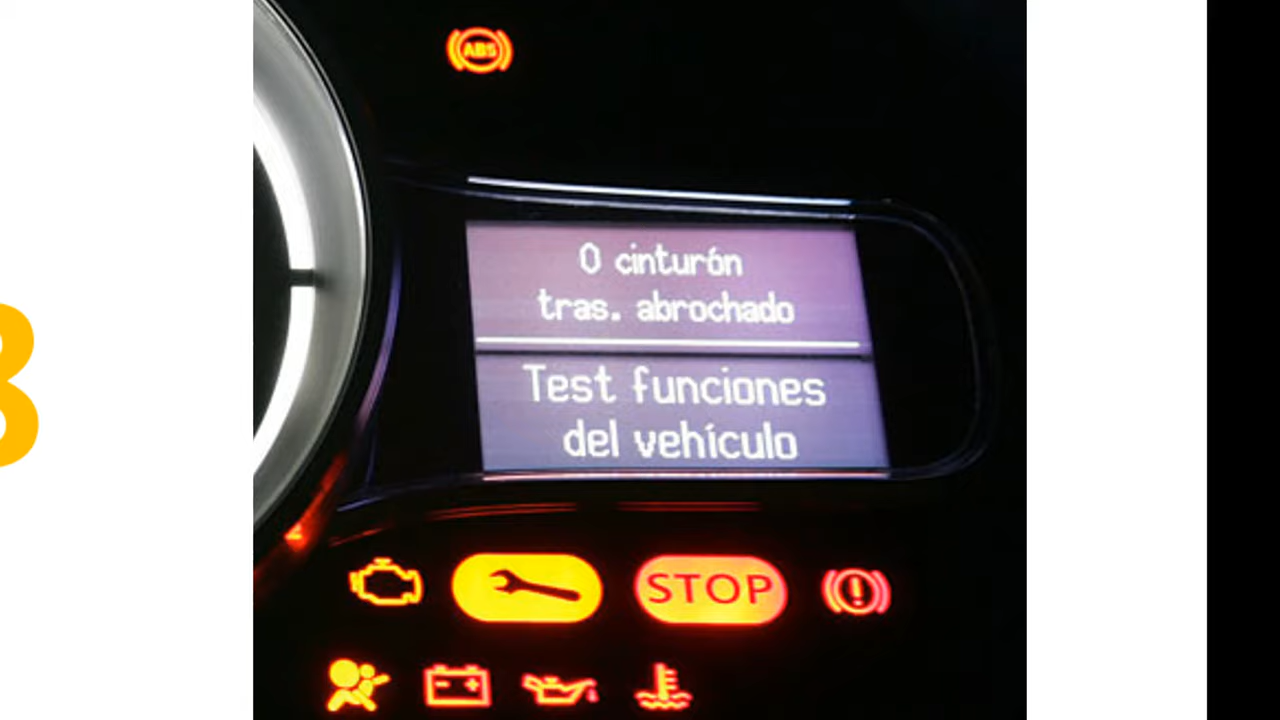 ABS
0 cinturón
tras. abrochado
Test funciones
del vehículo
STOP